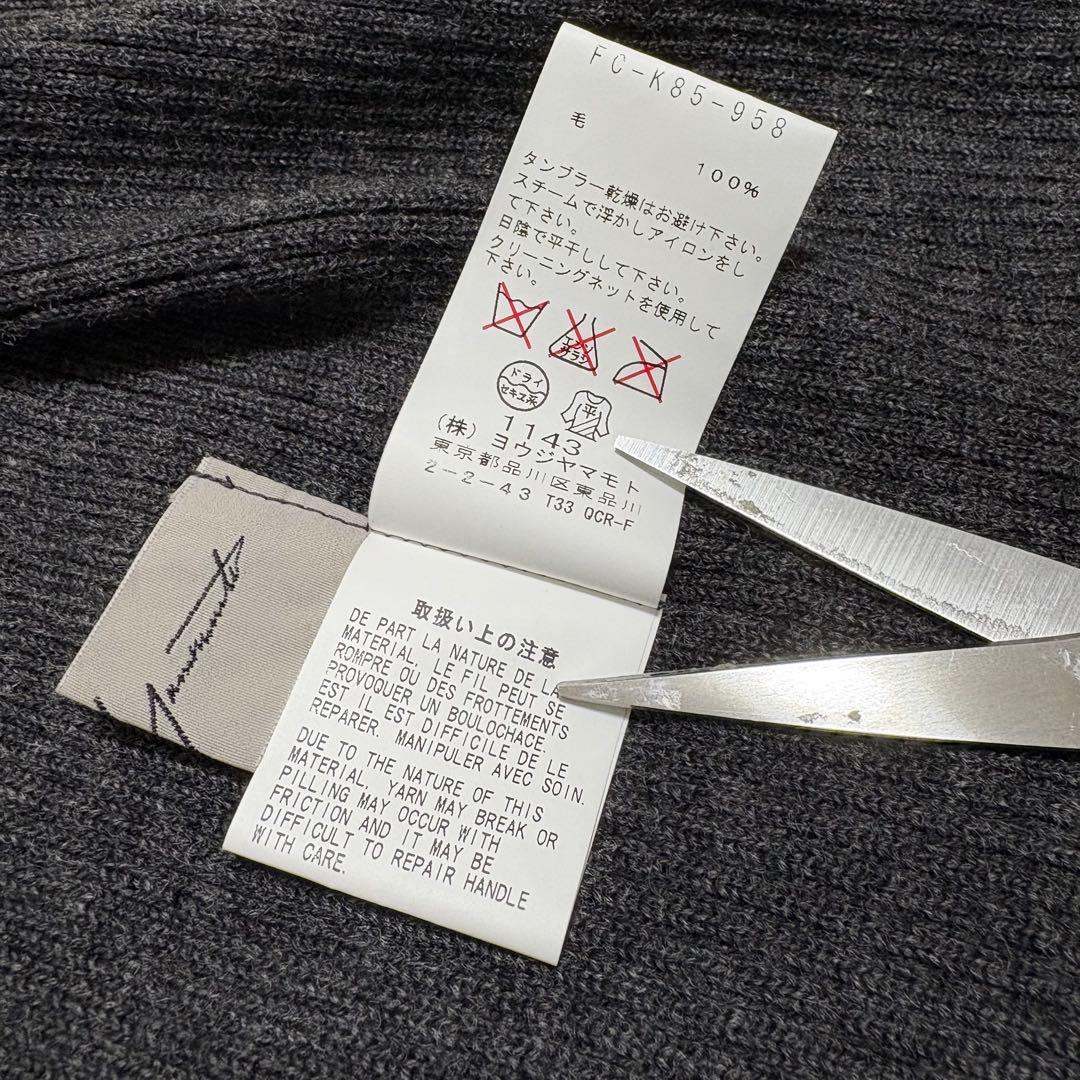 FC-K85-958
毛
100%
タンブラー乾燥はお避け下さい。
スチームで浮かしアイロンをし
て下さい。
日陰で平干しして下さい。
クリーニングネットを使用して
下さい。
エンソ
サラシ
ドライ
セキユ系
平
1143
(株) ヨウジヤマモト
東京都品川区東品川
2-2-43 T33 QCR-F
取扱い上の注意
DE PART LA NATURE DE LA
MATERIAL, LE FIL PEUT SE
ROMPRE OU DES FROTTEMENTS
PROVOQUER UN BOULOCHACE.
EST IL EST DIFFICILE DE LE
REPARER. MANIPULER AVEC SOIN.
DUE TO THE NATURE OF THIS
MATERIAL, YARN MAY BREAK OR
PILLING MAY OCCUR WITH
FRICTION AND IT MAY BE
DIFFICULT TO REPAIR HANDLE
WITH CARE.
Yamamoto